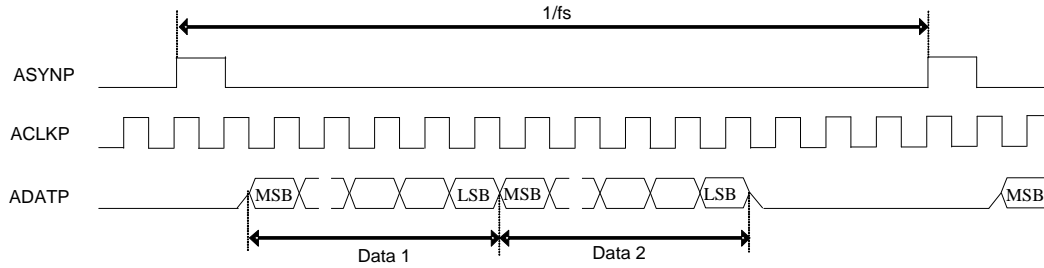 1/fs
ASYNP
ACLKP
ADATP MSB LSB MSB LSB MSB
Data 1 Data 2